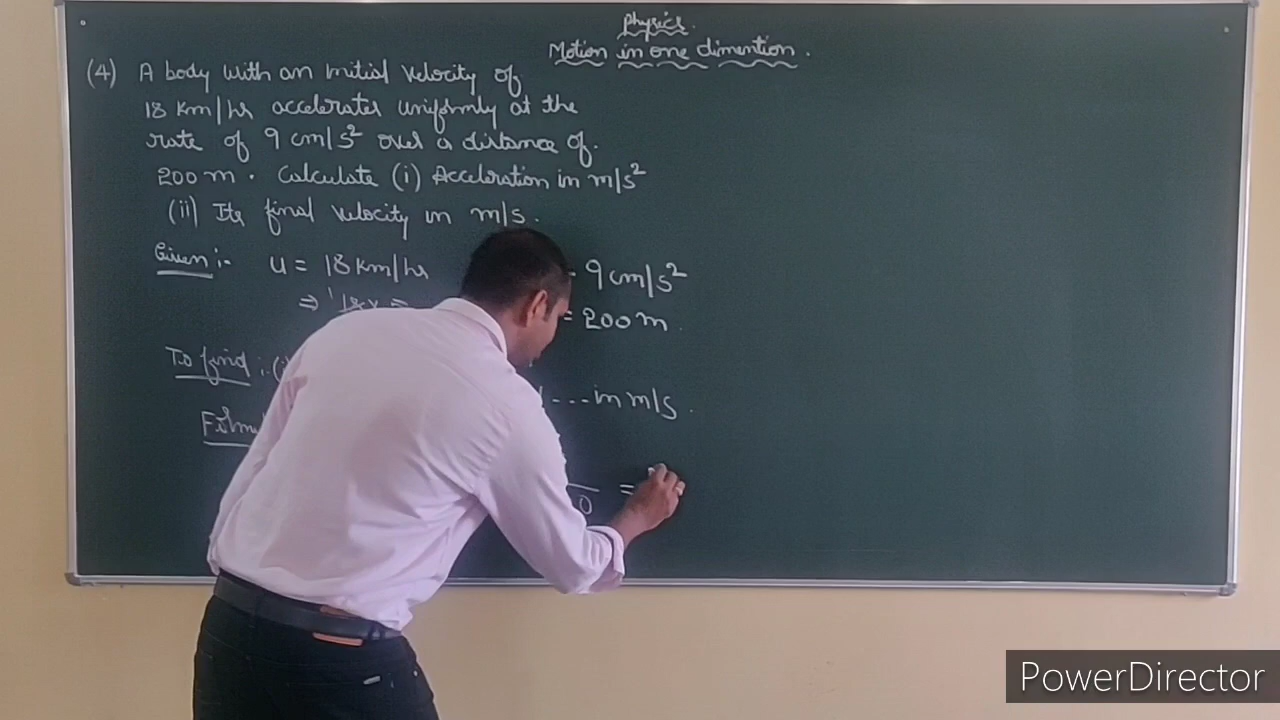 Physics.
Motion in one dimention.
(4) A body with an initial velocity of
18 km/hr accelerates uniformly at the
rate of 9 cm/s² over a distance of.
200 m. Calculate (i) Acceleration in m/s²
(ii) Its final velocity in m/s.
Given:- u = 18 km/hr 9 cm/s²
⇒ 18 x = 200 m.
To find :. (i) ...in m/s.
0 =
PowerDirector